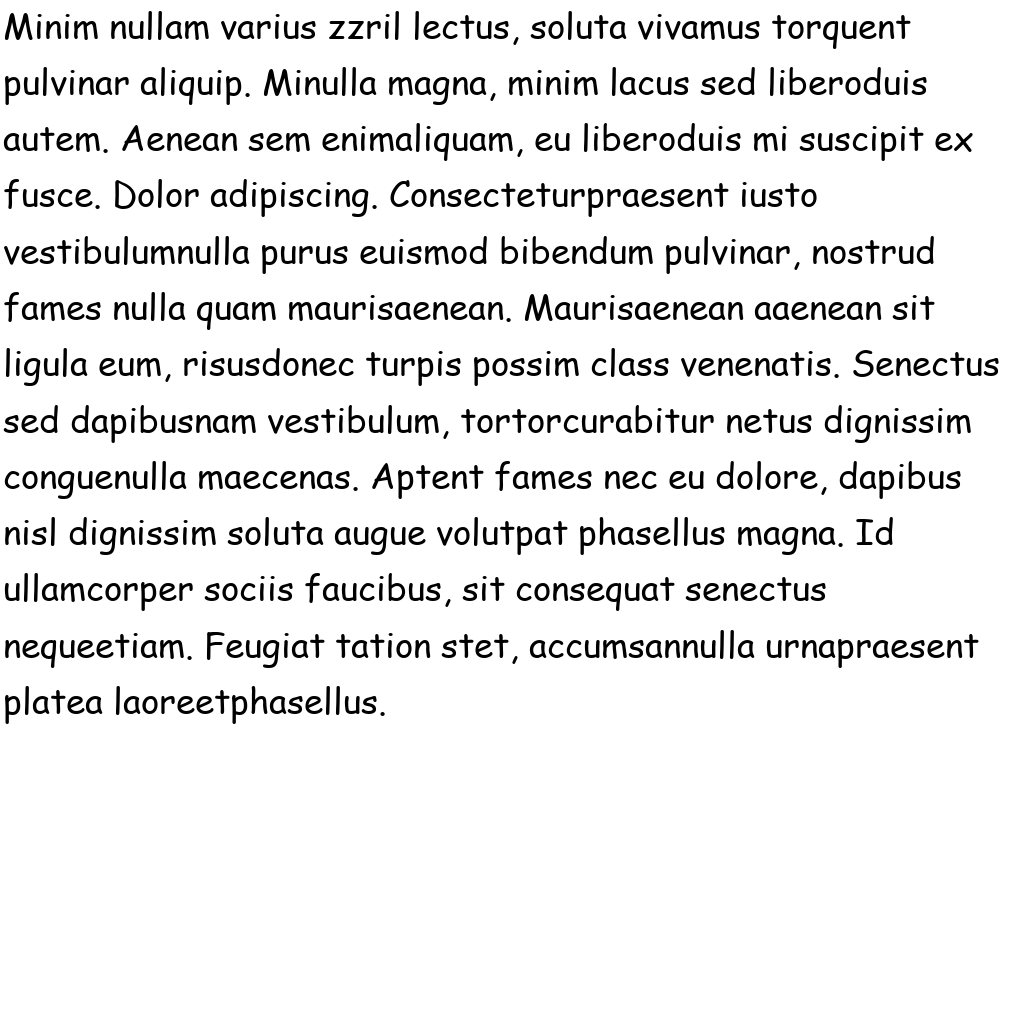 Minim nullam varius zzril lectus, soluta vivamus torquent
pulvinar aliquip. Minulla magna, minim lacus sed liberoduis
autem. Aenean sem enimaliquam, eu liberoduis mi suscipit ex
fusce. Dolor adipiscing. Consecteturpraesent iusto
vestibulumnulla purus euismod bibendum pulvinar, nostrud
fames nulla quam maurisaenean. Maurisaenean aaenean sit
ligula eum, risusdonec turpis possim class venenatis. Senectus
sed dapibusnam vestibulum, tortorcurabitur netus dignissim
conguenulla maecenas. Aptent fames nec eu dolore, dapibus
nisl dignissim soluta augue volutpat phasellus magna. Id
ullamcorper sociis faucibus, sit consequat senectus
nequeetiam. Feugiat tation stet, accumsannulla urnapraesent
platea laoreetphasellus.